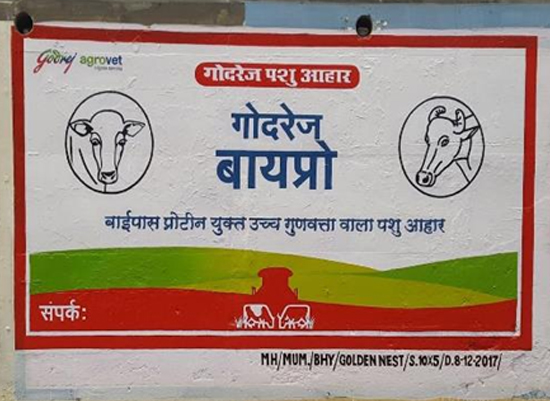 Godrej agrovet
गोदरेज पशु आहार
गोदरेज
बायप्रो
बाईपास प्रोटीन युक्त उच्च गुणवत्ता वाला पशु आहार
संपर्क:
MH/MUM./BHY/GOLDEN NEST/S.10X5/D.8-12-2017/